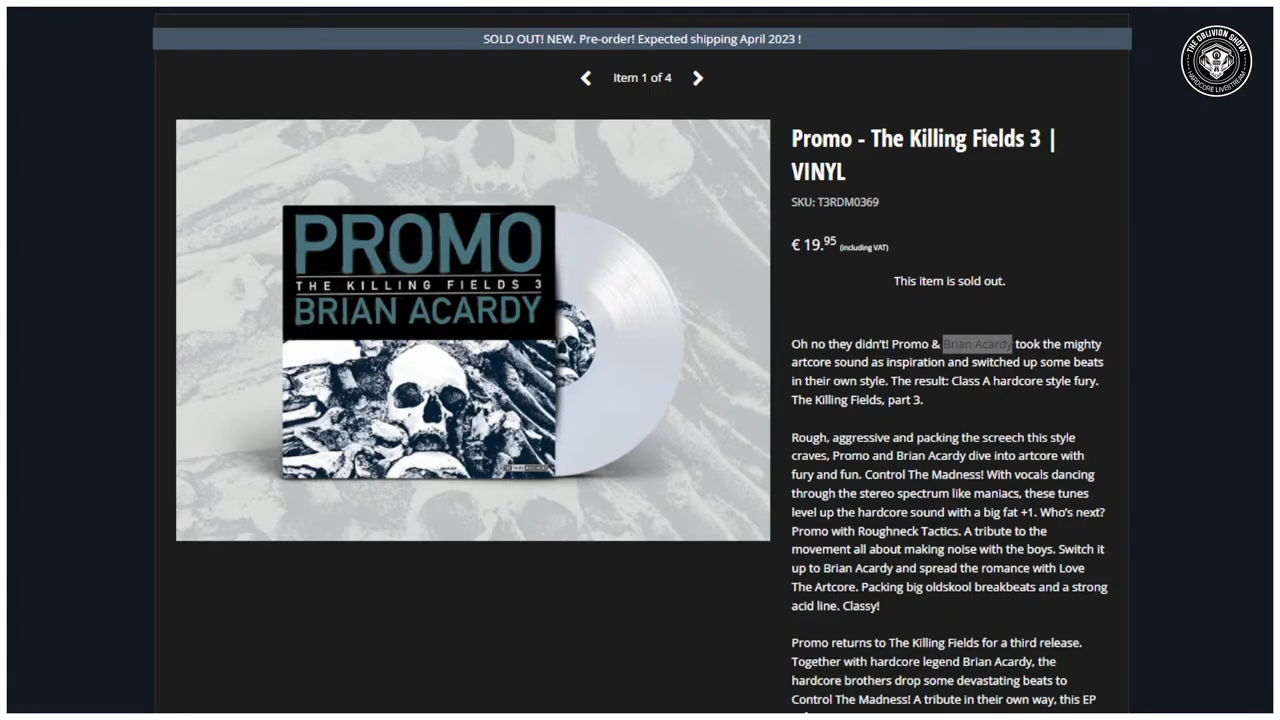 SOLD OUT! NEW. Pre-order! Expected shipping April 2023 !
THE OBLIVION SHOW
HARDCORE LIVESTREAM
Item 1 of 4
Promo - The Killing Fields 3 |
VINYL
SKU: T3RDM0369
€ 19.95 (including VAT)
This item is sold out.
PROMO
THE KILLING FIELDS 3
BRIAN ACARDY
Oh no they didn't! Promo & Brian Acardy took the mighty
artcore sound as inspiration and switched up some beats
in their own style. The result: Class A hardcore style fury.
The Killing Fields, part 3.
Rough, aggressive and packing the screech this style
craves, Promo and Brian Acardy dive into artcore with
fury and fun. Control The Madness! With vocals dancing
through the stereo spectrum like maniacs, these tunes
level up the hardcore sound with a big fat +1. Who's next?
Promo with Roughneck Tactics. A tribute to the
movement all about making noise with the boys. Switch it
up to Brian Acardy and spread the romance with Love
The Artcore. Packing big oldskool breakbeats and a strong
acid line. Classy!
Promo returns to The Killing Fields for a third release.
Together with hardcore legend Brian Acardy, the
hardcore brothers drop some devastating beats to
Control The Madness! A tribute in their own way, this EP